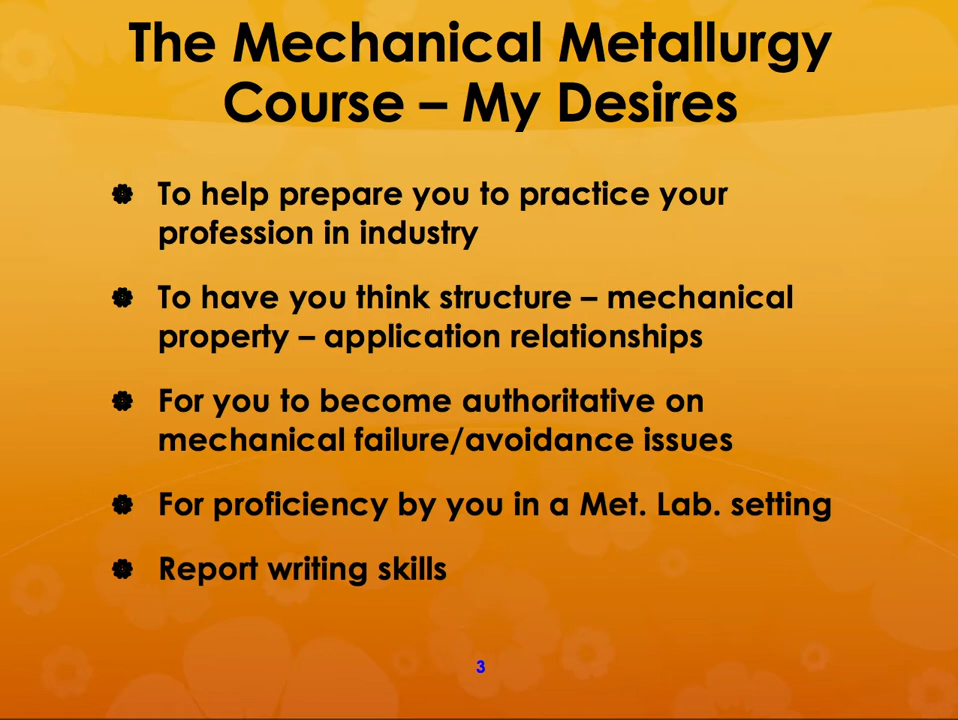 The Mechanical Metallurgy
Course – My Desires
To help prepare you to practice your
profession in industry
To have you think structure – mechanical
property – application relationships
For you to become authoritative on
mechanical failure/avoidance issues
For proficiency by you in a Met. Lab. setting
Report writing skills
3